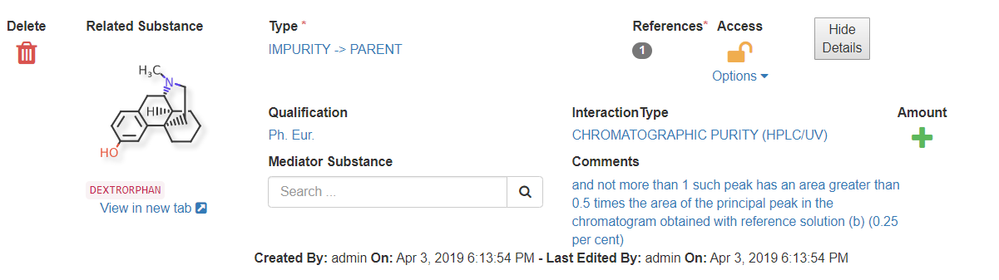 Delete
Related Substance
Type *
References* Access
Hide
Details
IMPURITY -> PARENT
1
Options
H3C
N
H
HO
DEXTRORPHAN
View in new tab
Qualification
InteractionType
Amount
Ph. Eur.
CHROMATOGRAPHIC PURITY (HPLC/UV)
Mediator Substance
Search ...
Comments
and not more than 1 such peak has an area greater than
0.5 times the area of the principal peak in the
chromatogram obtained with reference solution (b) (0.25
per cent)
Created By: admin On: Apr 3, 2019 6:13:54 PM - Last Edited By: admin On: Apr 3, 2019 6:13:54 PM